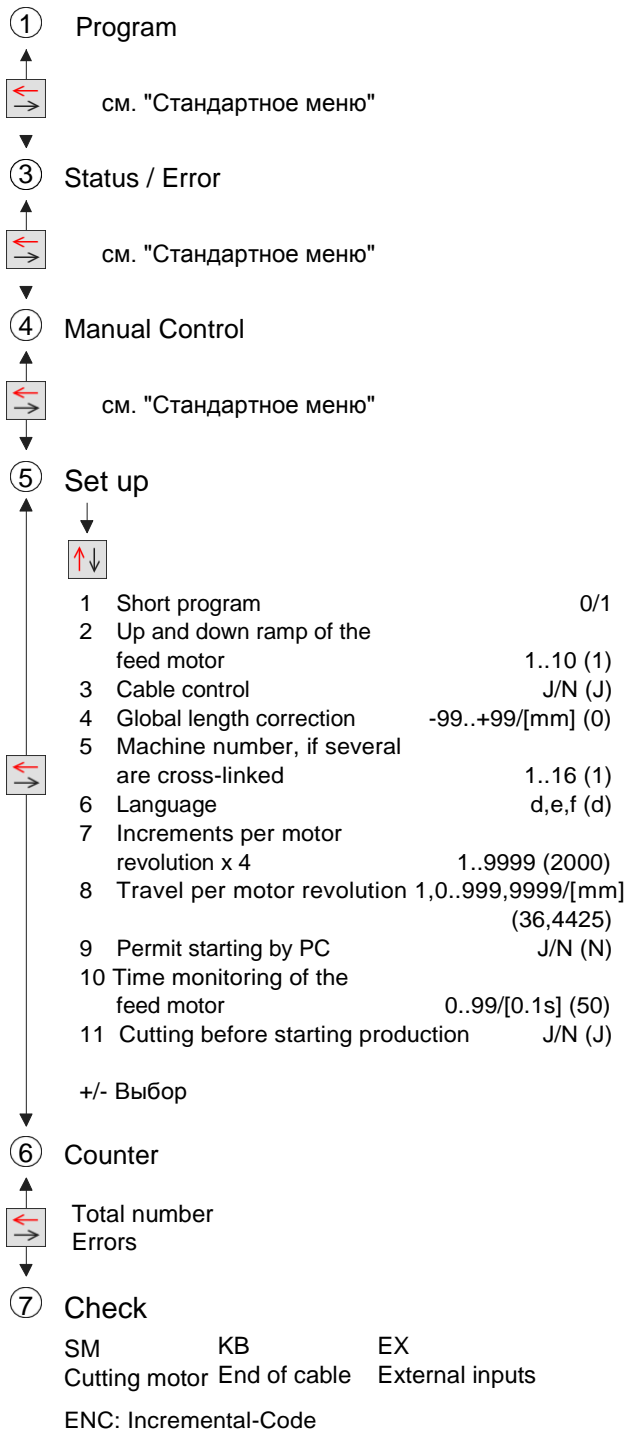 1 Program
см. "Стандартное меню"
3 Status / Error
см. "Стандартное меню"
4 Manual Control
см. "Стандартное меню"
5 Set up
1 Short program 0/1
2 Up and down ramp of the
feed motor 1..10 (1)
3 Cable control J/N (J)
4 Global length correction -99..+99/[mm] (0)
5 Machine number, if several
are cross-linked 1..16 (1)
6 Language d,e,f (d)
7 Increments per motor
revolution x 4 1..9999 (2000)
8 Travel per motor revolution 1,0..999,9999/[mm]
(36,4425)
9 Permit starting by PC J/N (N)
10 Time monitoring of the
feed motor 0..99/[0.1s] (50)
11 Cutting before starting production J/N (J)
+/- Выбор
6 Counter
Total number
Errors
7 Check
SM KB EX
Cutting motor End of cable External inputs
ENC: Incremental-Code